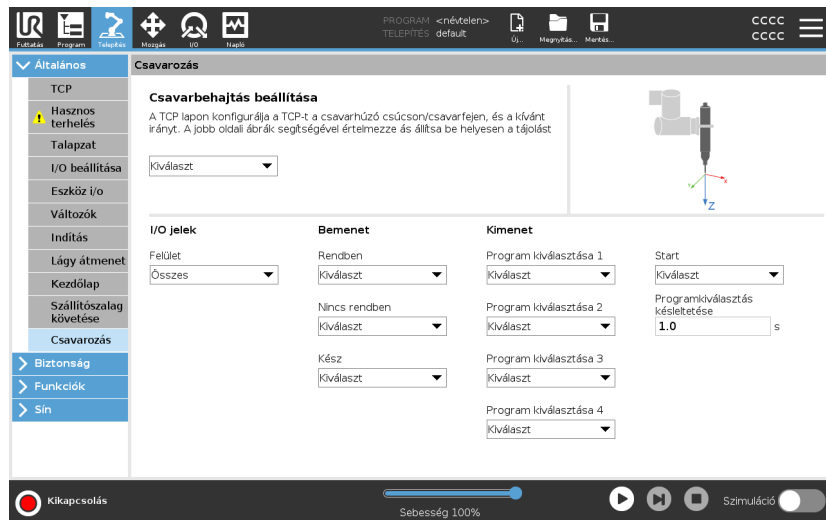 PROGRAM <névtelen>
TELEPÍTÉS default
cccc
cccc
Futtatás Program Telepítés Mozgás I/O Napló Új... Megnyitás... Mentés...
Általános
Csavarozás
TCP
Hasznos
terhelés
Talapzat
I/O beállítása
Eszköz i/o
Változók
Indítás
Lágy átmenet
Kezdőlap
Szállítószalag
követése
Csavarozás
Biztonság
Funkciók
Sín
Csavarbehajtás beállítása
A TCP lapon konfigurálja a TCP-t a csavarhúzó csúcson/csavarfejen, és a kívánt
irányt. A jobb oldali ábrák segítségével értelmezze ás állítsa be helyesen a tájolást
Kiválaszt
Y X
Z
I/O jelek
Felület
Összes
Bemenet
Rendben
Kiválaszt
Nincs rendben
Kiválaszt
Kész
Kiválaszt
Kimenet
Program kiválasztása 1
Kiválaszt
Program kiválasztása 2
Kiválaszt
Program kiválasztása 3
Kiválaszt
Program kiválasztása 4
Kiválaszt
Start
Kiválaszt
Programkiválasztás
késleltetése
1.0 s
Kikapcsolás
Sebesség 100%
Szimuláció